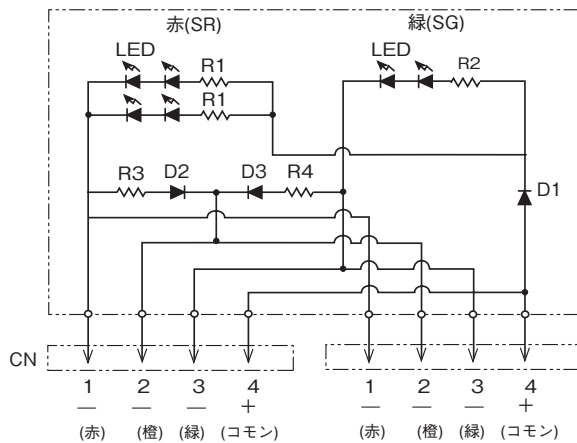 赤(SR)
緑(SG)
LED
R1
R1
LED
R2
R3
D2
D3
R4
D1
CN
1
2
3
4
1
2
3
4
—
—
—
+
—
—
—
+
(赤)
(橙)
(緑)
(コモン)
(赤)
(橙)
(緑)
(コモン)